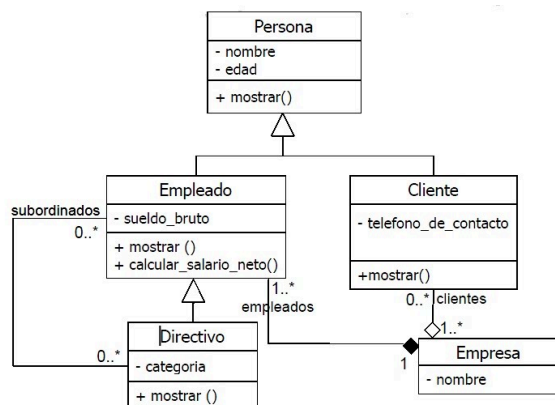 Persona
- nombre
- edad
+ mostrar()
Empleado
- sueldo_bruto
+ mostrar ()
+ calcular_salario_neto()
Cliente
- telefono_de_contacto
+mostrar()
subordinados
0..*
1..*
empleados
0..* clientes
1..*
Directivo
- categoria
+ mostrar ()
0..*
1
Empresa
- nombre